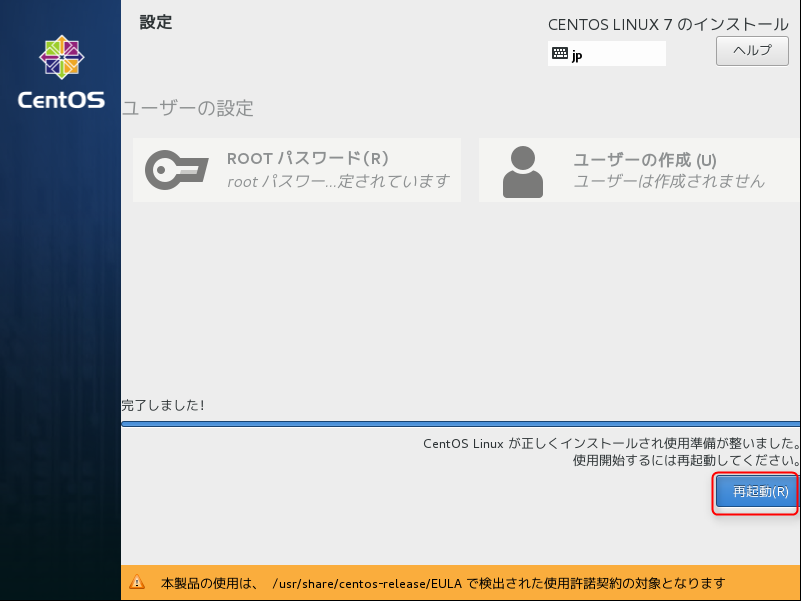 設定
CENTOS LINUX 7 のインストール
jp
ヘルプ
CentOS
ユーザーの設定
ROOT パスワード(R)
root パスワー...定されています
ユーザーの作成 (U)
ユーザーは作成されません
完了しました!
CentOS Linux が正しくインストールされ使用準備が整いました。
使用開始するには再起動してください。
再起動(R)
本製品の使用は、 /usr/share/centos-release/EULA で検出された使用許諾契約の対象となります